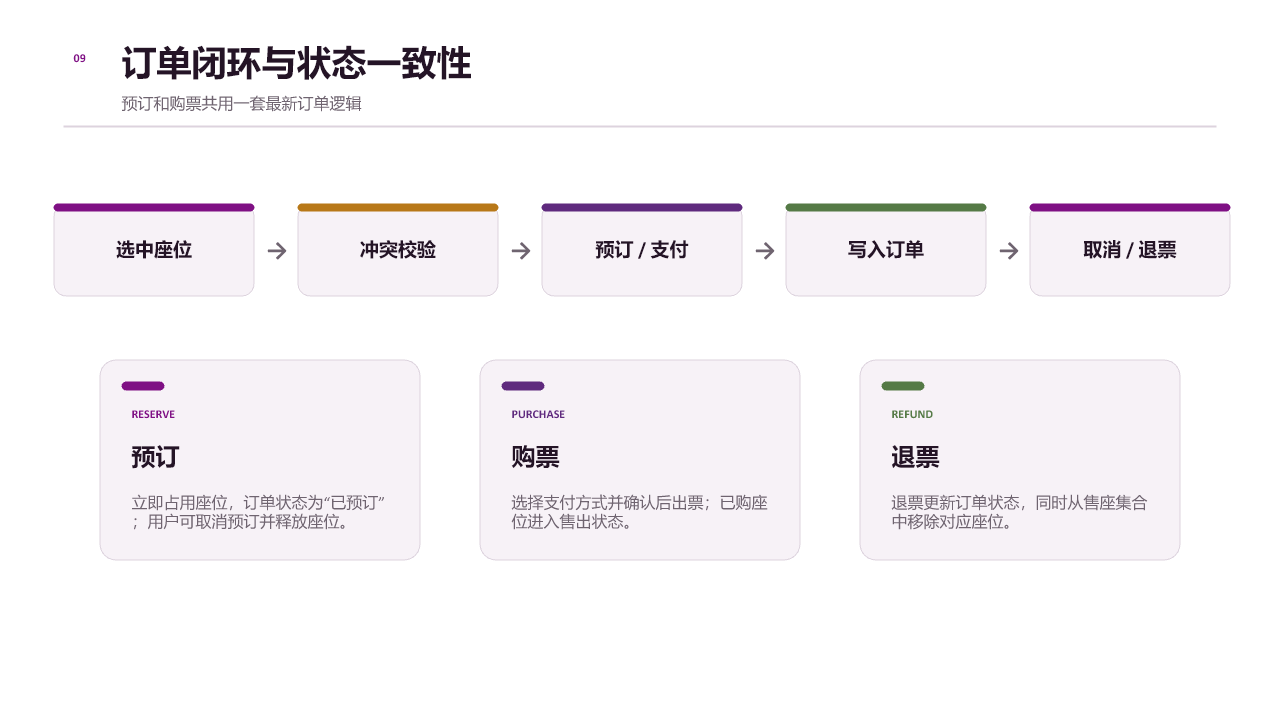 09
订单闭环与状态一致性
预订和购票共用一套最新订单逻辑
选中座位
→
冲突校验
→
预订 / 支付
→
写入订单
→
取消 / 退票
RESERVE
预订
立即占用座位，订单状态为“已预订”
；用户可取消预订并释放座位。
PURCHASE
购票
选择支付方式并确认后出票；已购座
位进入售出状态。
REFUND
退票
退票更新订单状态，同时从售座集合
中移除对应座位。